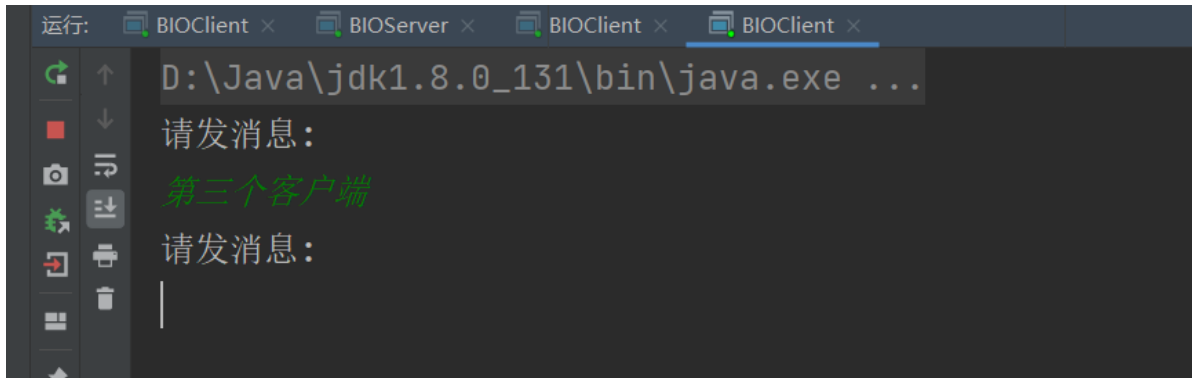 运行: BIOClient × BIOServer × BIOClient × BIOClient ×
D:\Java\jdk1.8.0_131\bin\java.exe ...
请发消息:
第三个客户端
请发消息: